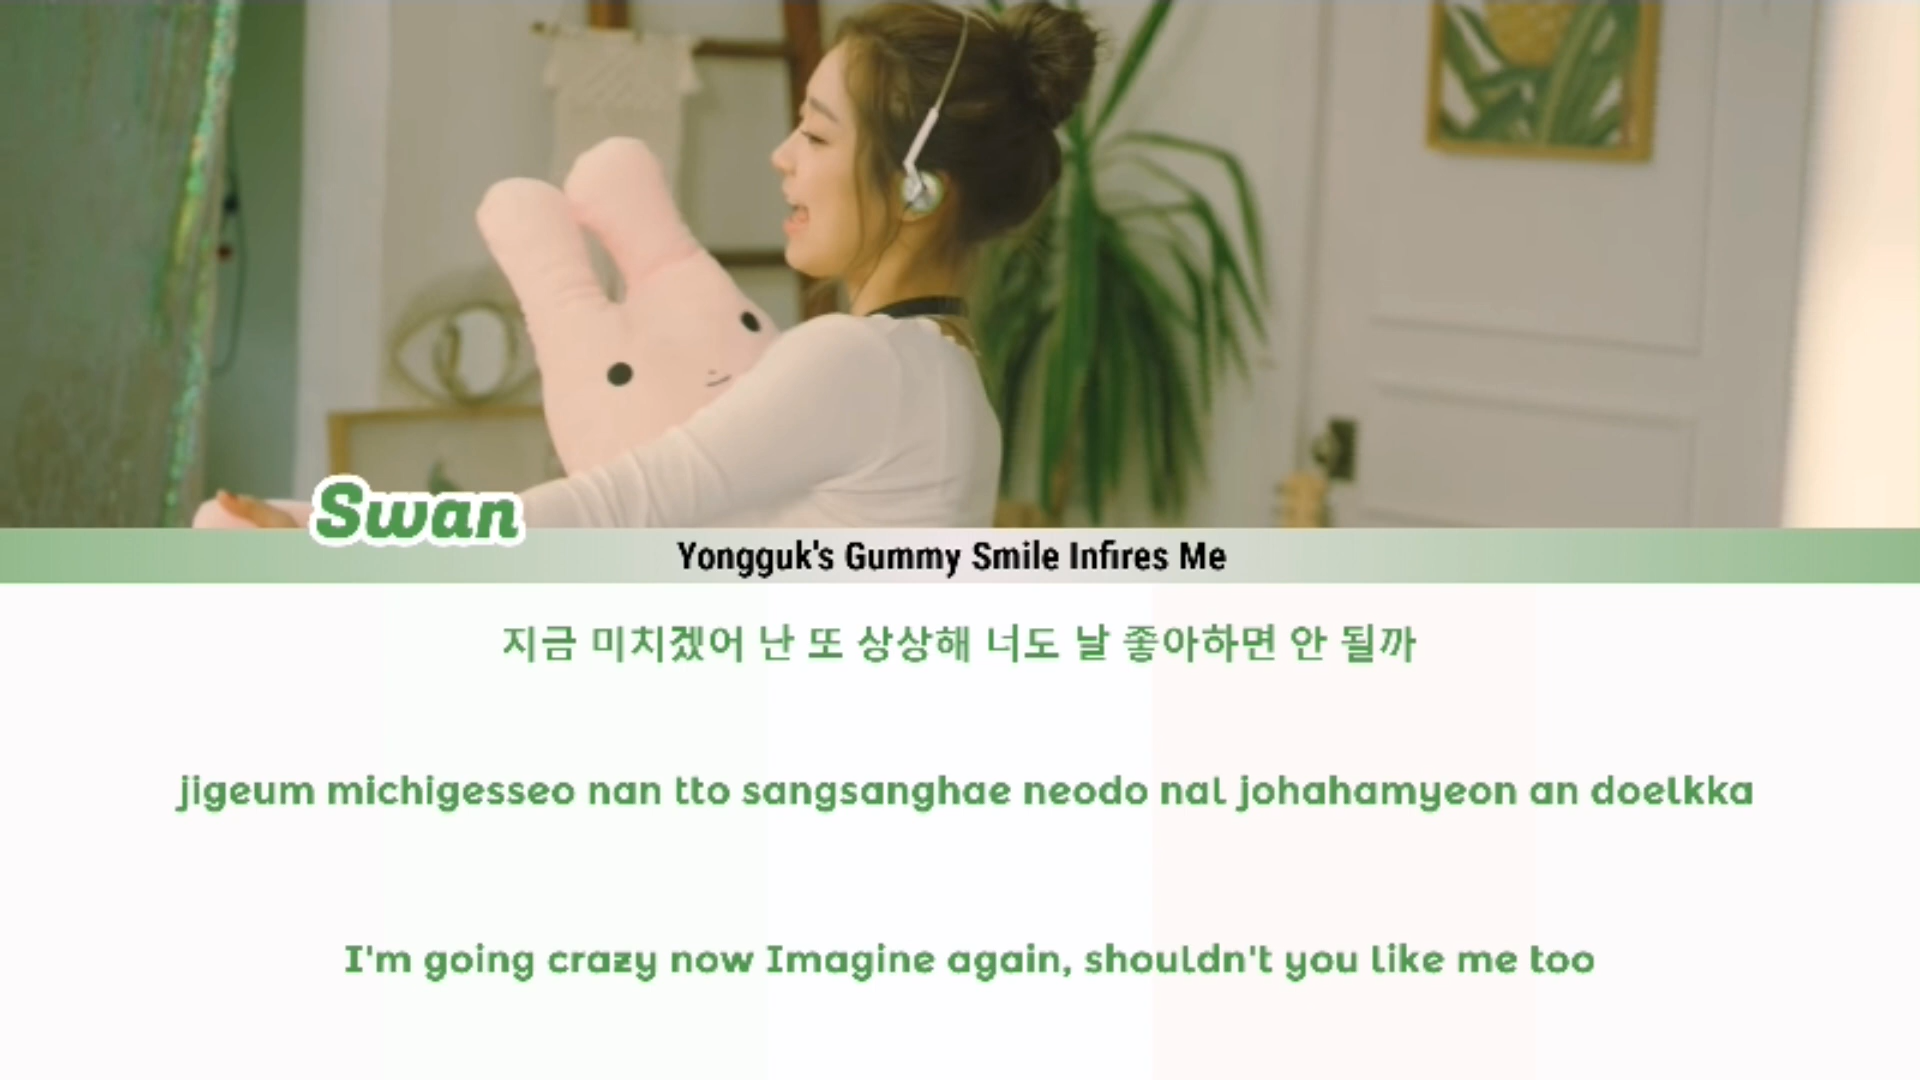 Swan
Yongguk's Gummy Smile Infires Me
지금 미치겠어 난 또 상상해 너도 날 좋아하면 안 될까
jigeum michigesseo nan tto sangsanghae neodo nal johahamyeon an doelkka
I'm going crazy now Imagine again, shouldn't you like me too